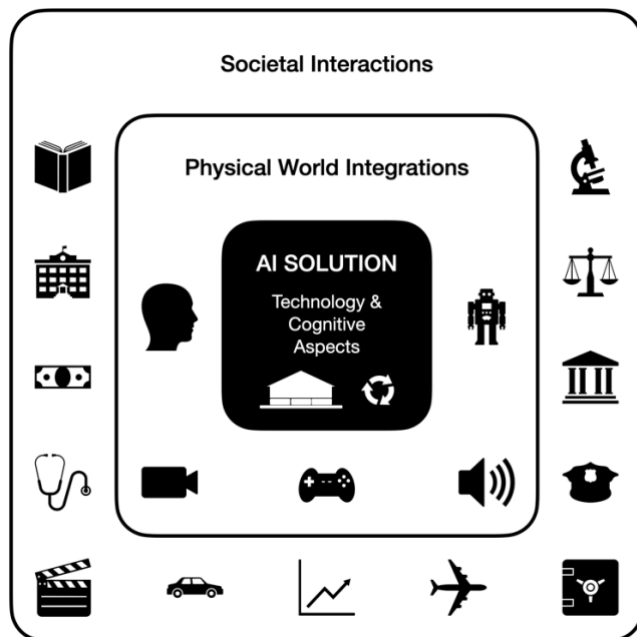 Societal Interactions
Physical World Integrations
AI SOLUTION
Technology &
Cognitive
Aspects